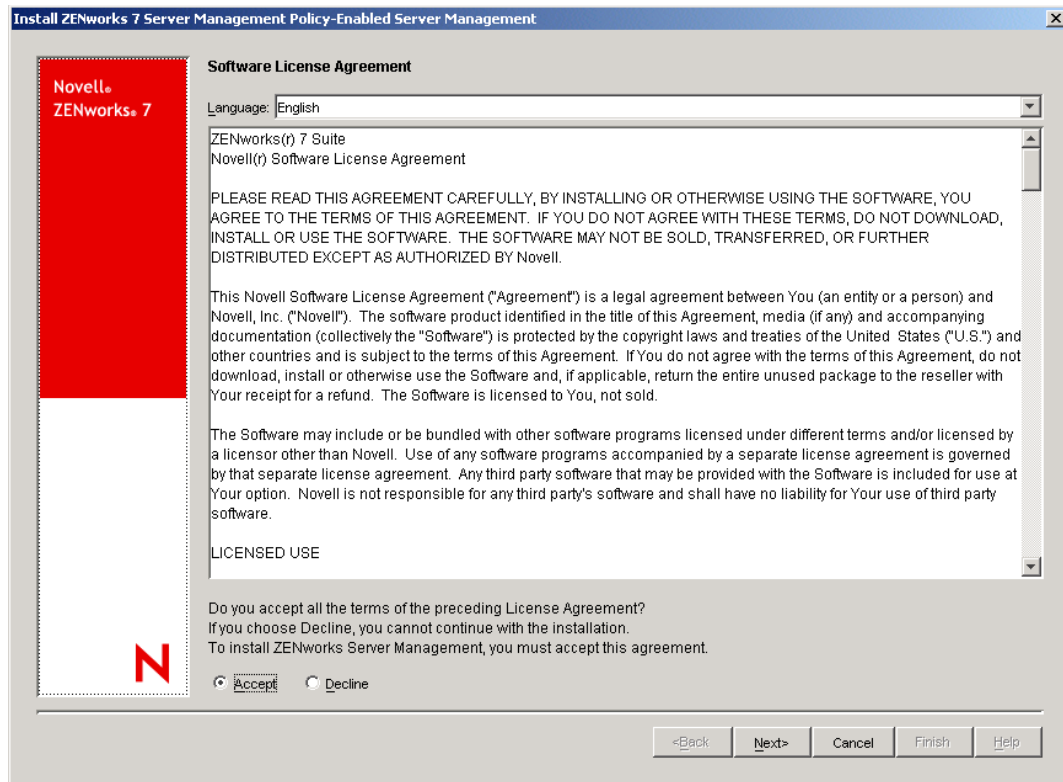 Install ZENworks 7 Server Management Policy-Enabled Server Management
Novell®
ZENworks® 7
Software License Agreement
Language: English
ZENworks(r) 7 Suite
Novell(r) Software License Agreement
PLEASE READ THIS AGREEMENT CAREFULLY, BY INSTALLING OR OTHERWISE USING THE SOFTWARE, YOU
AGREE TO THE TERMS OF THIS AGREEMENT.  IF YOU DO NOT AGREE WITH THESE TERMS, DO NOT DOWNLOAD,
INSTALL OR USE THE SOFTWARE.  THE SOFTWARE MAY NOT BE SOLD, TRANSFERRED, OR FURTHER
DISTRIBUTED EXCEPT AS AUTHORIZED BY Novell.
This Novell Software License Agreement ("Agreement") is a legal agreement between You (an entity or a person) and
Novell, Inc. ("Novell").  The software product identified in the title of this Agreement, media (if any) and accompanying
documentation (collectively the "Software") is protected by the copyright laws and treaties of the United  States ("U.S.") and
other countries and is subject to the terms of this Agreement.  If You do not agree with the terms of this Agreement, do not
download, install or otherwise use the Software and, if applicable, return the entire unused package to the reseller with
Your receipt for a refund.  The Software is licensed to You, not sold.
The Software may include or be bundled with other software programs licensed under different terms and/or licensed by
a licensor other than Novell.  Use of any software programs accompanied by a separate license agreement is governed
by that separate license agreement.  Any third party software that may be provided with the Software is included for use at
Your option.  Novell is not responsible for any third party's software and shall have no liability for Your use of third party
software.
LICENSED USE
Do you accept all the terms of the preceding License Agreement?
If you choose Decline, you cannot continue with the installation.
To install ZENworks Server Management, you must accept this agreement.
N
Accept Decline
<Back Next> Cancel Finish Help